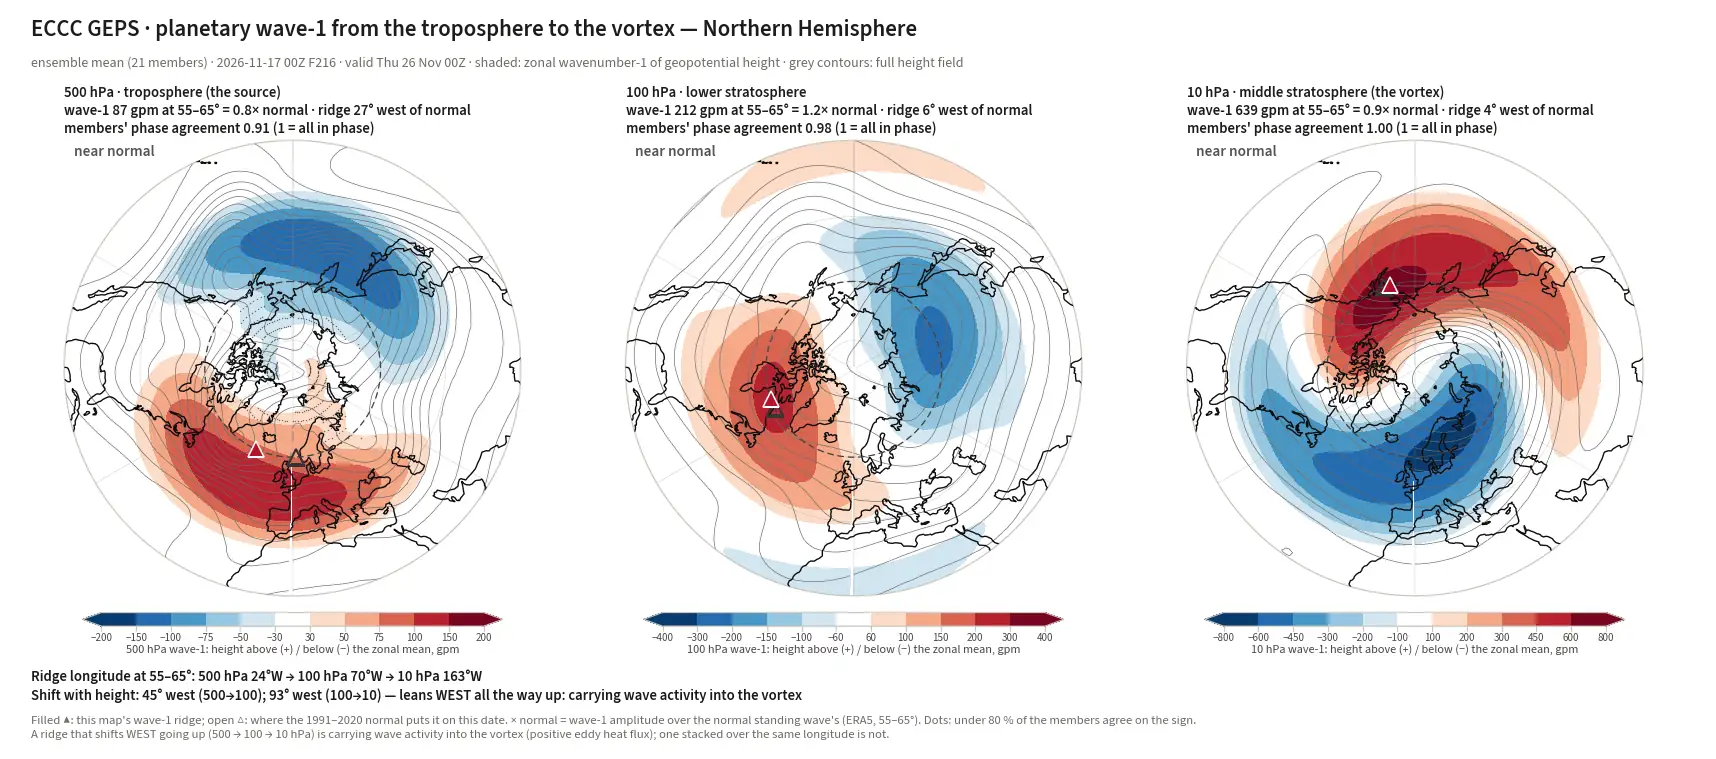 ECCC GEPS · planetary wave-1 from the troposphere to the vortex — Northern Hemisphere
ensemble mean (21 members) · 2026-11-17 00Z F216 · valid Thu 26 Nov 00Z · shaded: zonal wavenumber-1 of geopotential height · grey contours: full height field
500 hPa · troposphere (the source)
wave-1 87 gpm at 55–65° = 0.8× normal · ridge 27° west of normal
members' phase agreement 0.91 (1 = all in phase)
near normal
100 hPa · lower stratosphere
wave-1 212 gpm at 55–65° = 1.2× normal · ridge 6° west of normal
members' phase agreement 0.98 (1 = all in phase)
near normal
10 hPa · middle stratosphere (the vortex)
wave-1 639 gpm at 55–65° = 0.9× normal · ridge 4° west of normal
members' phase agreement 1.00 (1 = all in phase)
near normal
−200 −150 −100 −75 −50 −30 30 50 75 100 150 200
500 hPa wave-1: height above (+) / below (−) the zonal mean, gpm
−400 −300 −200 −150 −100 −60 60 100 150 200 300 400
100 hPa wave-1: height above (+) / below (−) the zonal mean, gpm
−800 −600 −450 −300 −200 −100 100 200 300 450 600 800
10 hPa wave-1: height above (+) / below (−) the zonal mean, gpm
Ridge longitude at 55–65°: 500 hPa 24°W → 100 hPa 70°W → 10 hPa 163°W
Shift with height: 45° west (500→100); 93° west (100→10) — leans WEST all the way up: carrying wave activity into the vortex
Filled ▲: this map's wave-1 ridge; open △: where the 1991–2020 normal puts it on this date. × normal = wave-1 amplitude over the normal standing wave's (ERA5, 55–65°). Dots: under 80 % of the members agree on the sign.
A ridge that shifts WEST going up (500 → 100 → 10 hPa) is carrying wave activity into the vortex (positive eddy heat flux); one stacked over the same longitude is not.